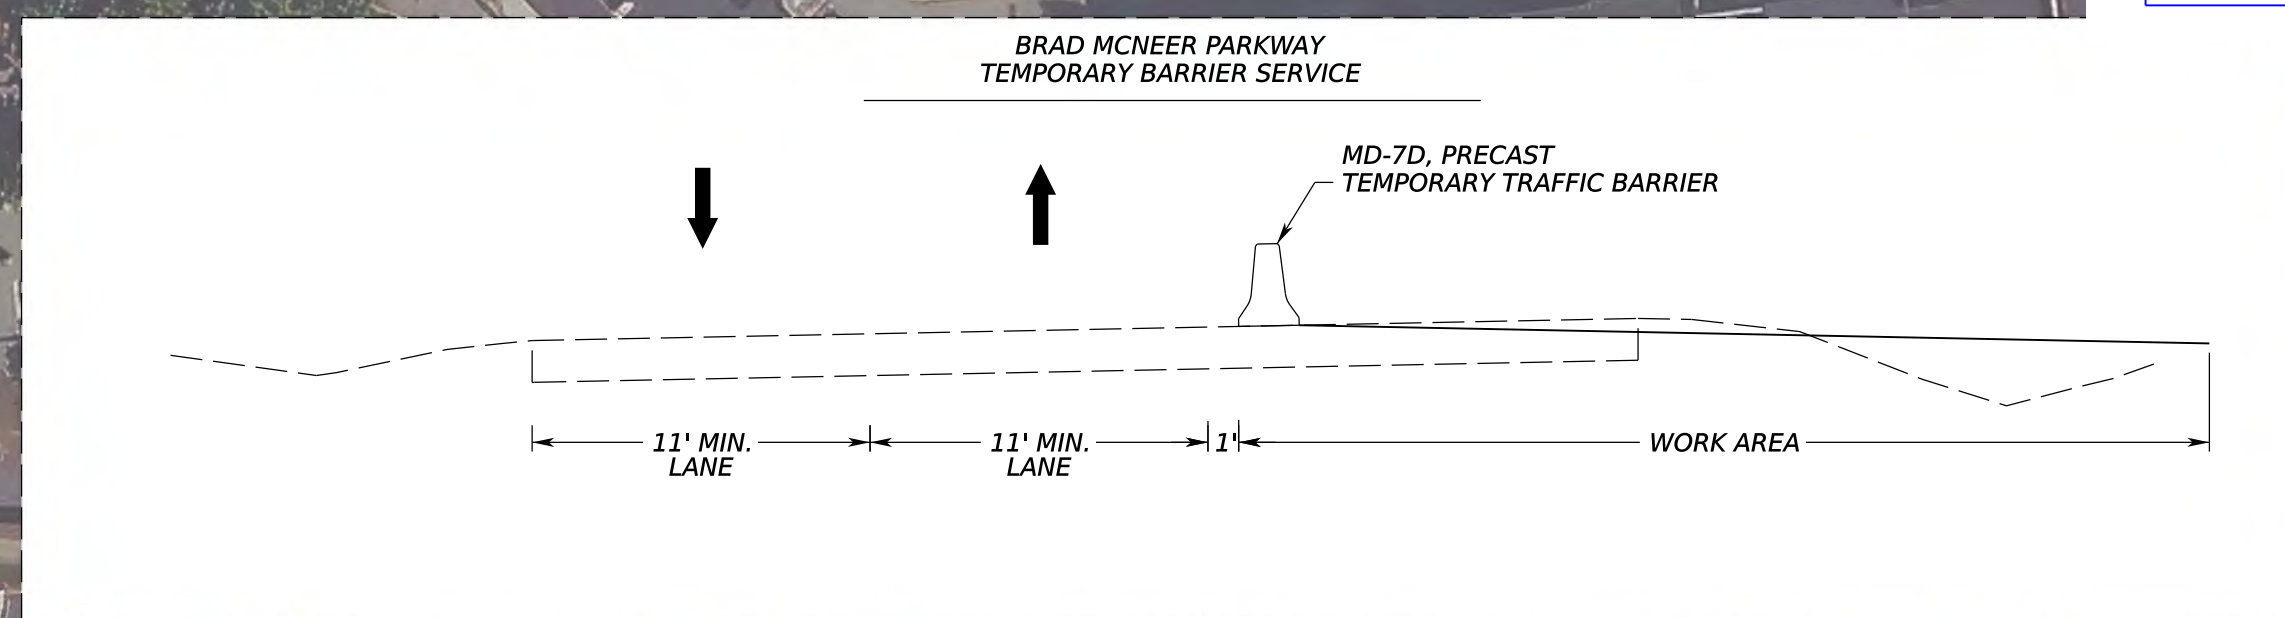 BRAD MCNEER PARKWAY
TEMPORARY BARRIER SERVICE
MD-7D, PRECAST
TEMPORARY TRAFFIC BARRIER
11' MIN.
LANE
11' MIN.
LANE
1'
WORK AREA